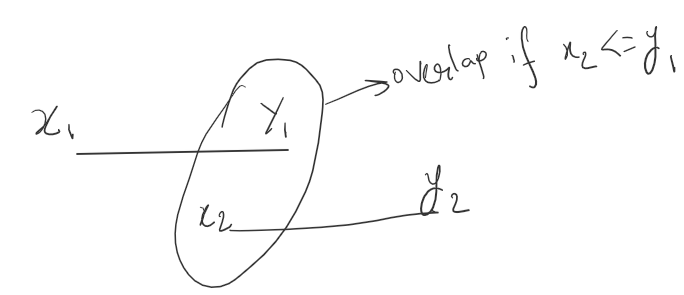 overlap if x₂ <= y₁
x₁ y₁
x₂ y₂